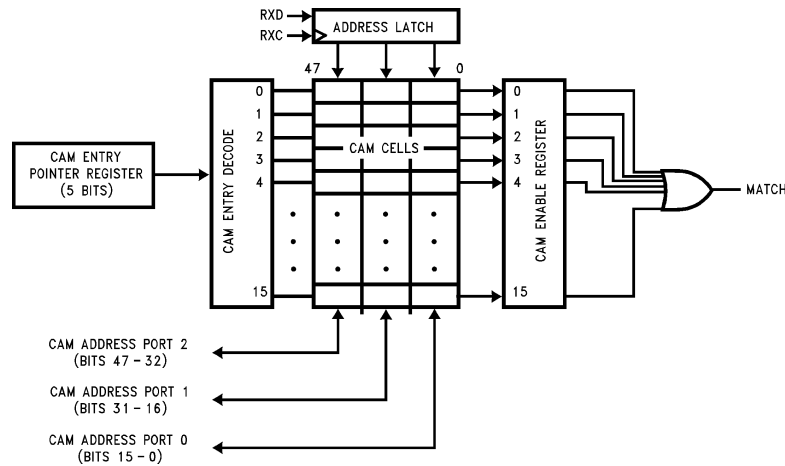 RXD
RXC
ADDRESS LATCH
47
0
CAM ENTRY
POINTER REGISTER
(5 BITS)
CAM ENTRY DECODE
0
1
2
3
4
15
CAM CELLS
CAM ENABLE REGISTER
0
1
2
3
4
15
MATCH
CAM ADDRESS PORT 2
(BITS 47 – 32)
CAM ADDRESS PORT 1
(BITS 31 – 16)
CAM ADDRESS PORT 0
(BITS 15 – 0)